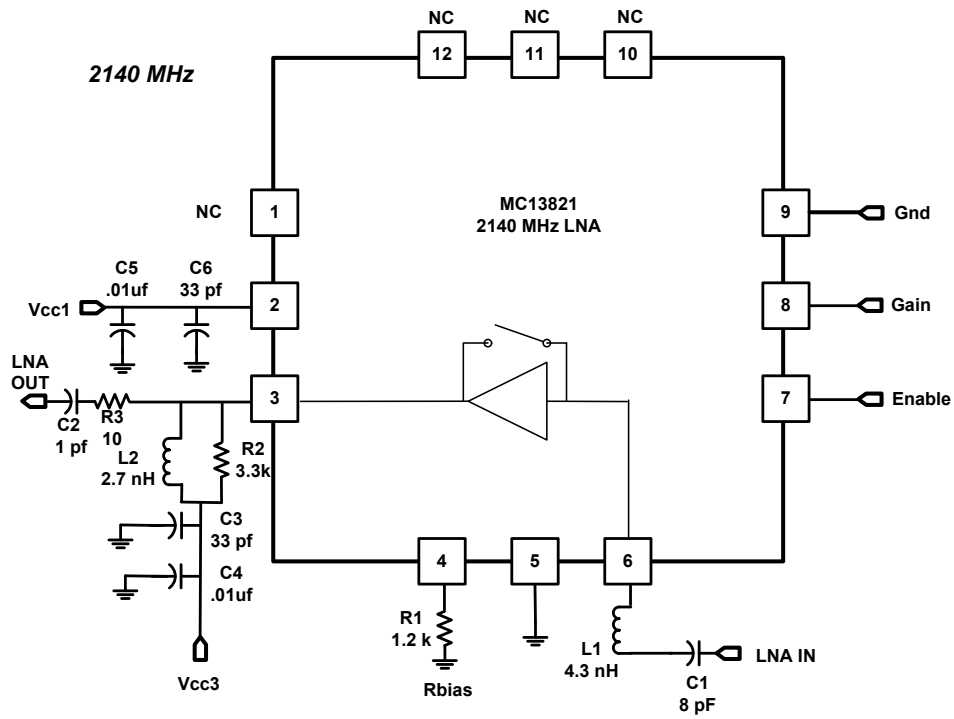 NC
NC
NC
12
11
10
2140 MHz
MC13821
2140 MHz LNA
NC
1
9
Gnd
C5
.01uf
C6
33 pf
Vcc1
2
8
Gain
LNA
OUT
3
7
Enable
C2
1 pf
R3
10
L2
2.7 nH
R2
3.3k
C3
33 pf
C4
.01uf
4
5
6
R1
1.2 k
L1
4.3 nH
LNA IN
C1
8 pF
Vcc3
Rbias